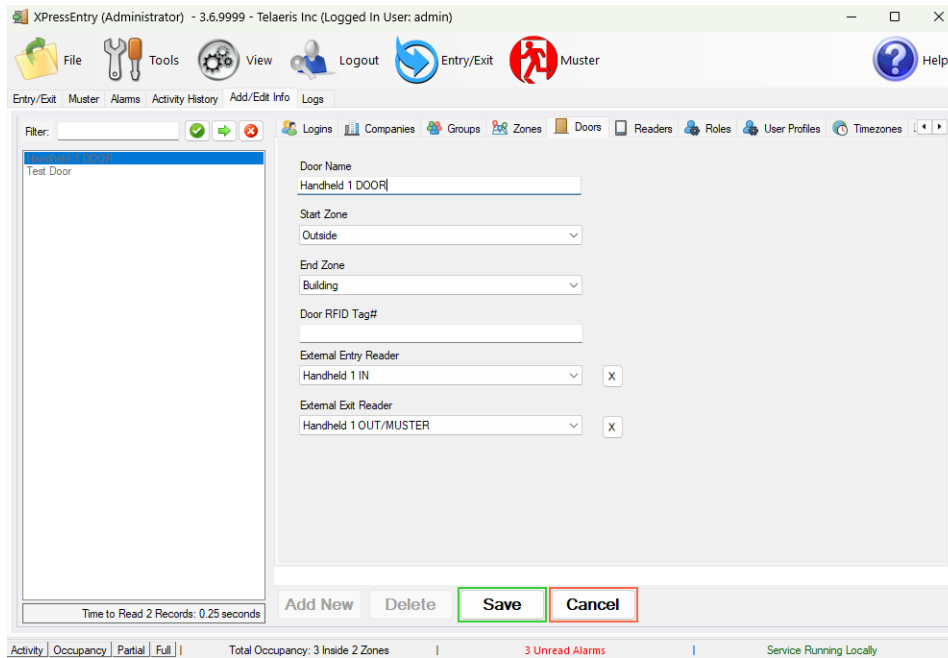 XPressEntry (Administrator) - 3.6.9999 - Telaeris Inc (Logged In User: admin)
File Tools View Logout Entry/Exit Muster Help
Entry/Exit Muster Alarms Activity History Add/Edit Info Logs
Filter:
Logins Companies Groups Zones Doors Readers Roles User Profiles Timezones
Handheld 1 DOOR
Test Door
Door Name
Handheld 1 DOOR
Start Zone
Outside
End Zone
Building
Door RFID Tag#
External Entry Reader
Handheld 1 IN X
External Exit Reader
Handheld 1 OUT/MUSTER X
Time to Read 2 Records: 0.25 seconds
Add New Delete Save Cancel
Activity Occupancy Partial Full Total Occupancy: 3 Inside 2 Zones 3 Unread Alarms Service Running Locally